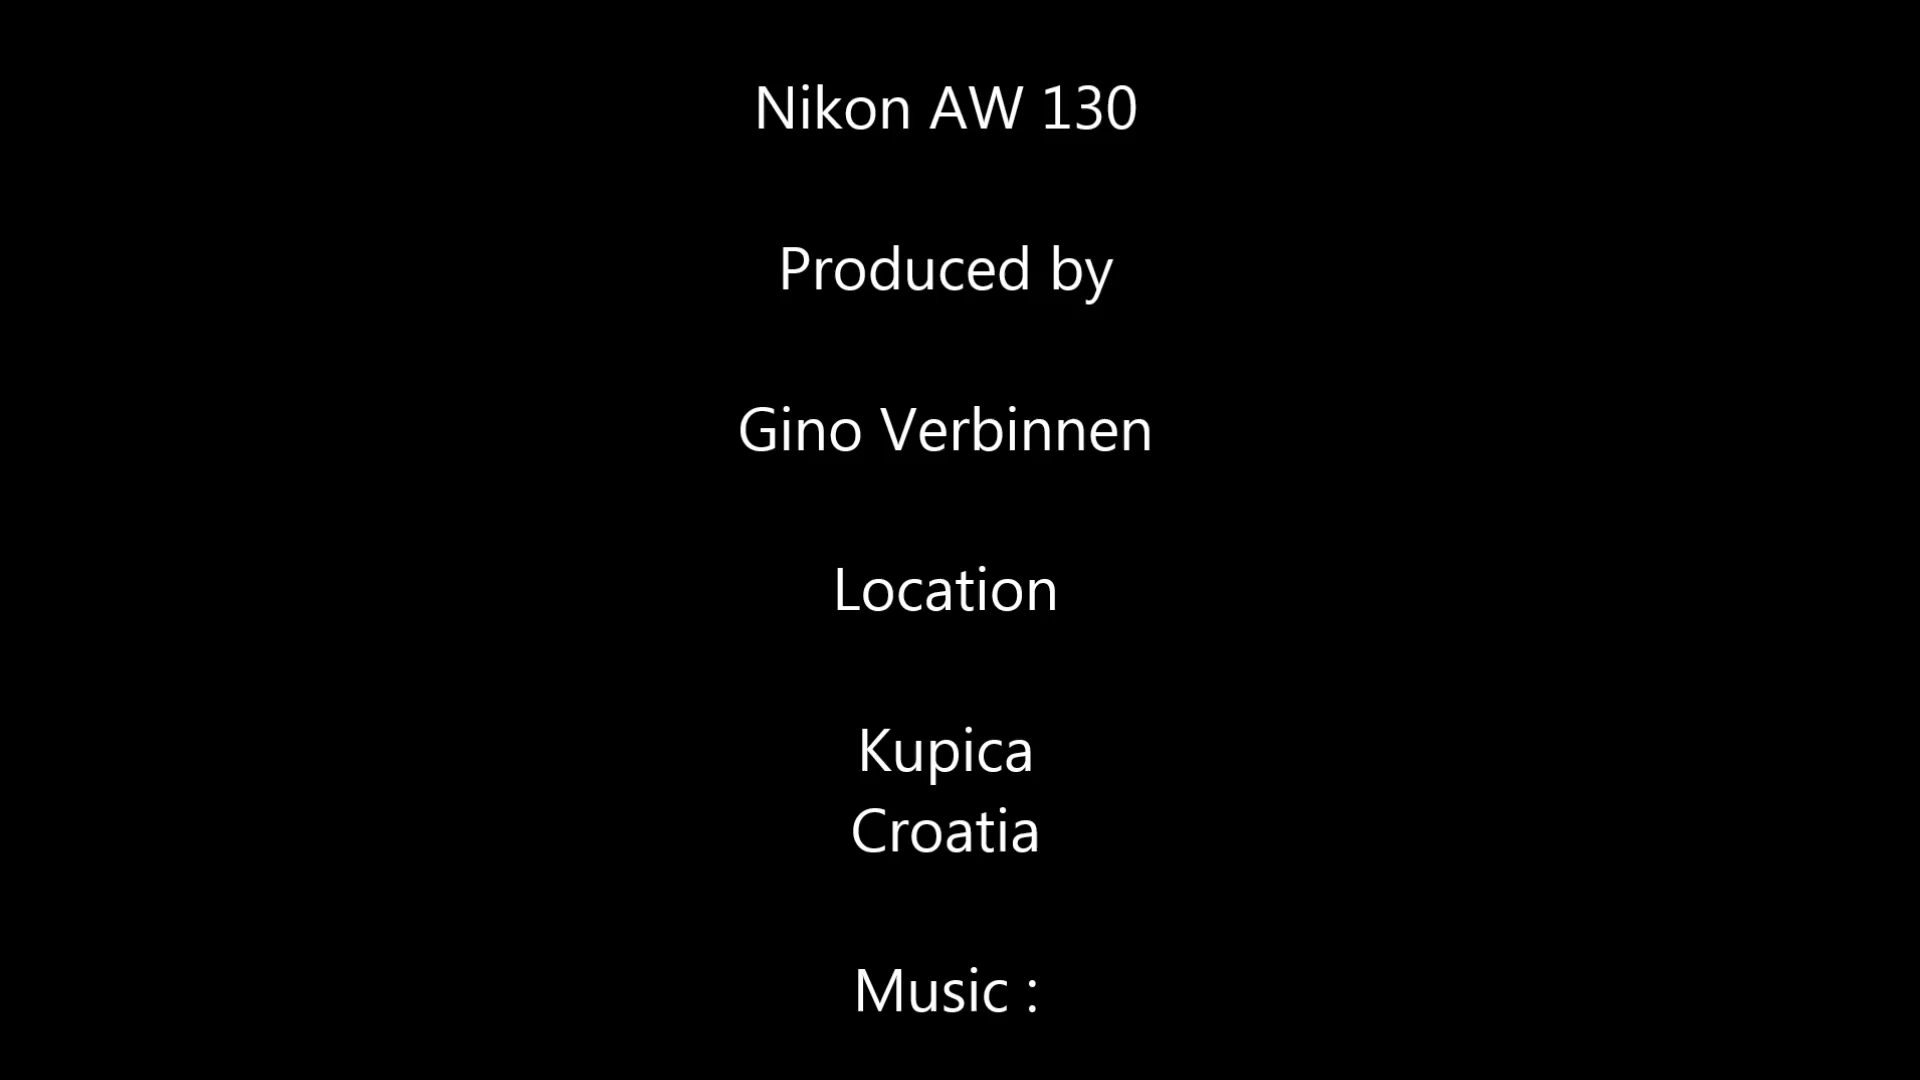 Nikon AW 130
Produced by
Gino Verbinnen
Location
Kupica
Croatia
Music :